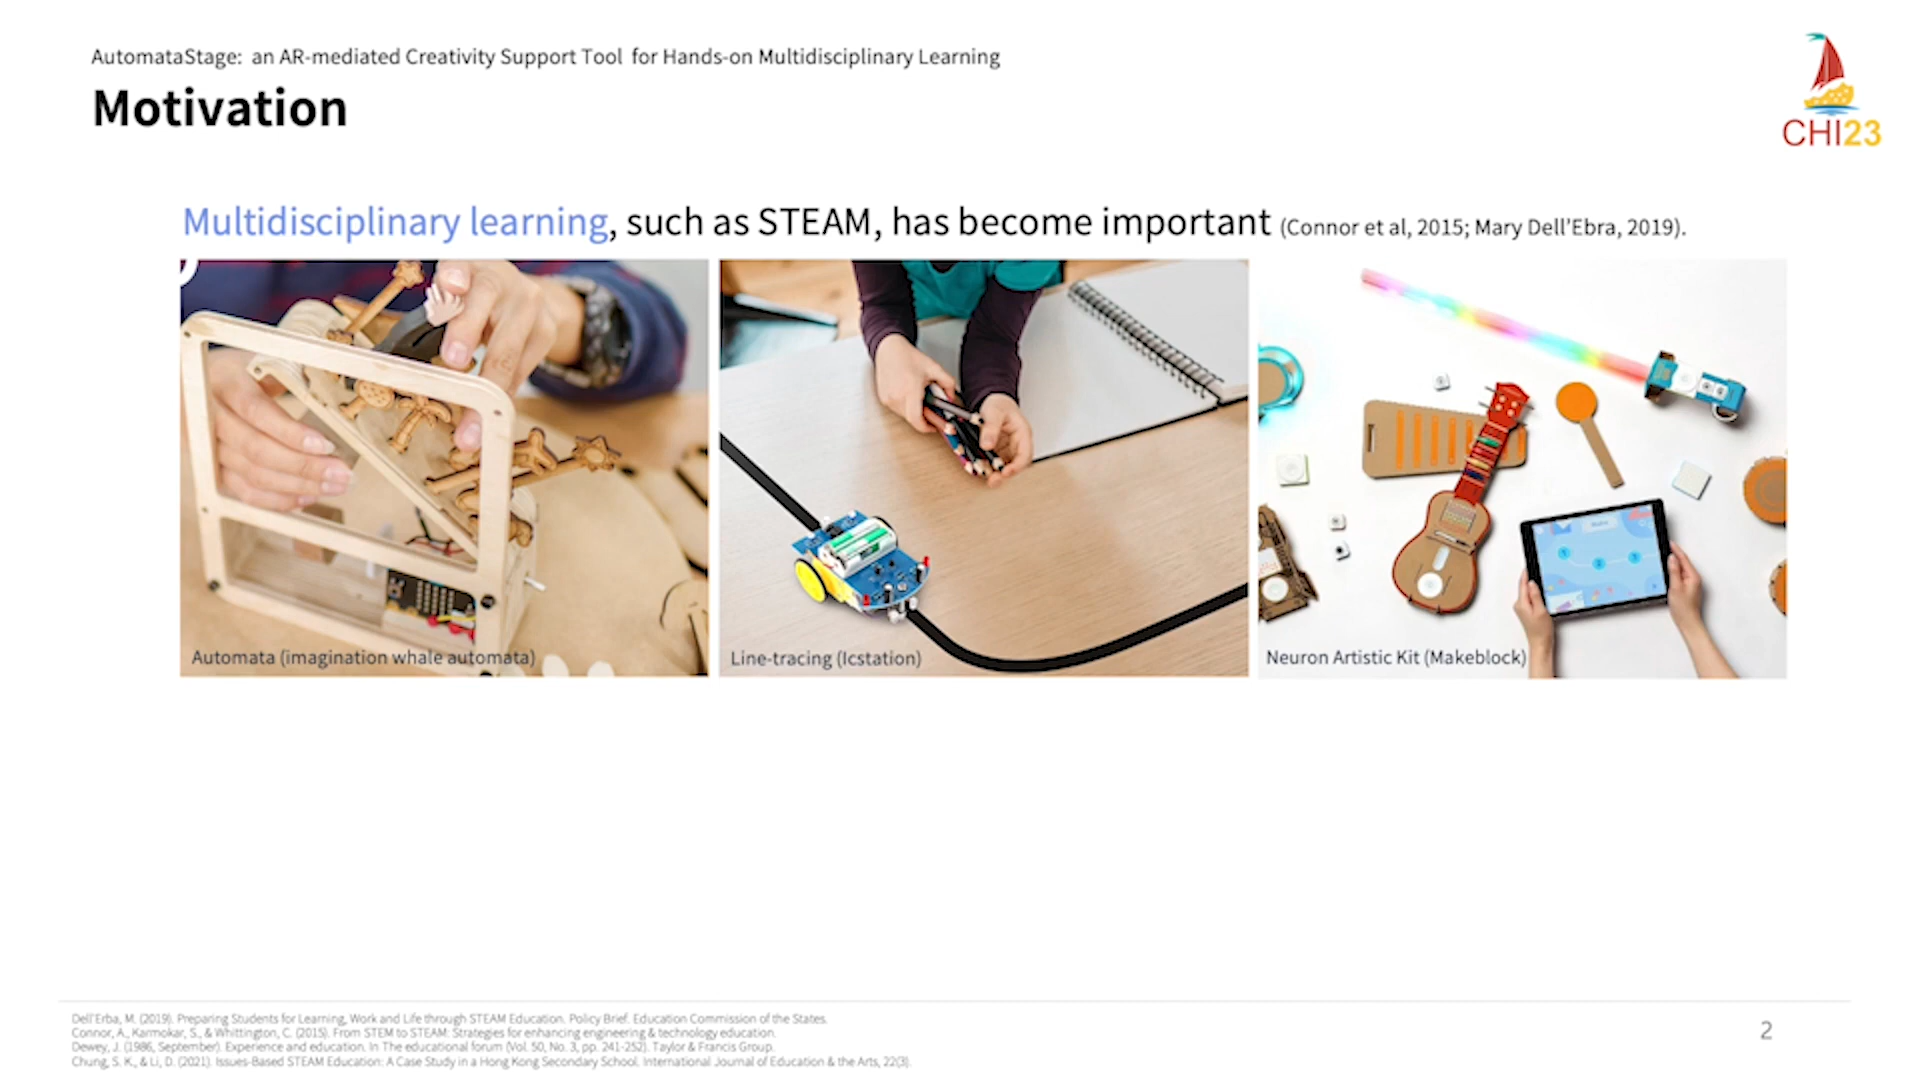 AutomataStage: an AR-mediated Creativity Support Tool for Hands-on Multidisciplinary Learning
Motivation
CHI23
Multidisciplinary learning, such as STEAM, has become important (Connor et al, 2015; Mary Dell'Ebra, 2019).
Automata (imagination whale automata)
Line-tracing (Icstation)
Neuron Artistic Kit (Makeblock)
Dell'Erba, M. (2019). Preparing Students for Learning, Work and Life through STEAM Education. Policy Brief. Education Commission of the States.
Connor, A., Karmokar, S., & Whittington, C. (2015). From STEM to STEAM: Strategies for enhancing engineering & technology education.
Dewey, J. (1986, September). Experience and education. In The educational forum (Vol. 50, No. 3, pp. 241-252). Taylor & Francis Group.
Chung, S. K., & Li, D. (2021). Issues-Based STEAM Education: A Case Study in a Hong Kong Secondary School. International Journal of Education & the Arts, 22(3).
2